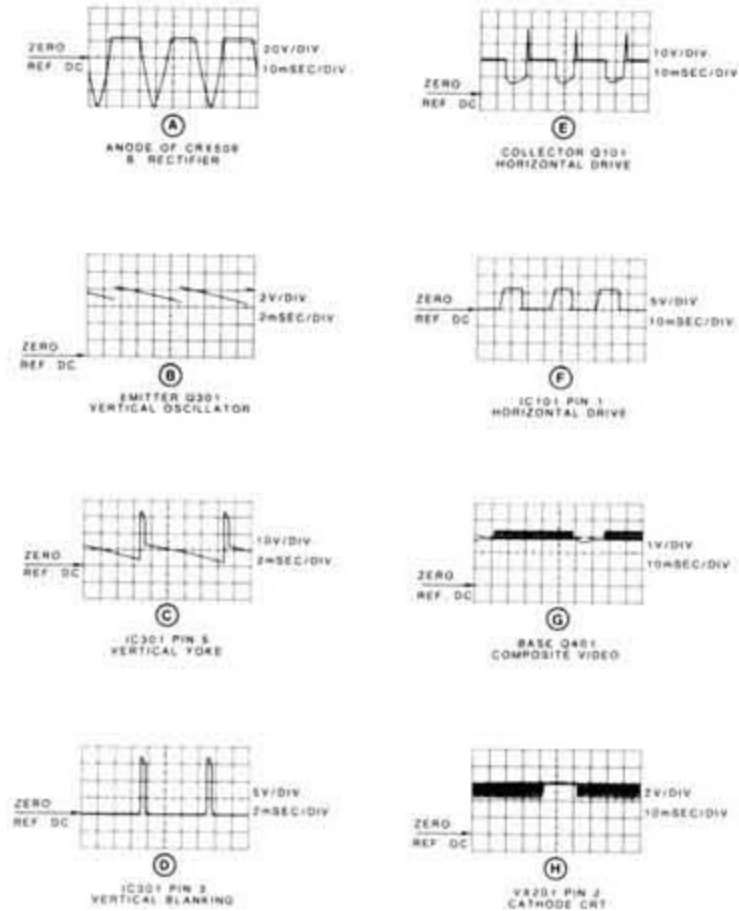 ZERO
REF. DC
20V/DIV.
10mSEC/DIV.
A
ANODE OF CRX508
B. RECTIFIER
ZERO
REF. DC
10V/DIV.
10mSEC/DIV
E
COLLECTOR Q101
HORIZONTAL DRIVE
ZERO
REF. DC
2V/DIV.
2mSEC/DIV.
B
EMITTER Q301
VERTICAL OSCILLATOR
ZERO
REF. DC
5V/DIV.
10mSEC/DIV.
F
IC101 PIN 1
HORIZONTAL DRIVE
ZERO
REF. DC
10V/DIV.
2mSEC/DIV.
C
IC301 PIN 5
VERTICAL YOKE
ZERO
REF. DC
1V/DIV.
10mSEC/DIV.
G
BASE Q401
COMPOSITE VIDEO
ZERO
REF. DC
5V/DIV.
2mSEC/DIV.
D
IC301 PIN 3
VERTICAL BLANKING
ZERO
REF. DC
2V/DIV.
10mSEC/DIV.
H
VX201 PIN 2
CATHODE CRT